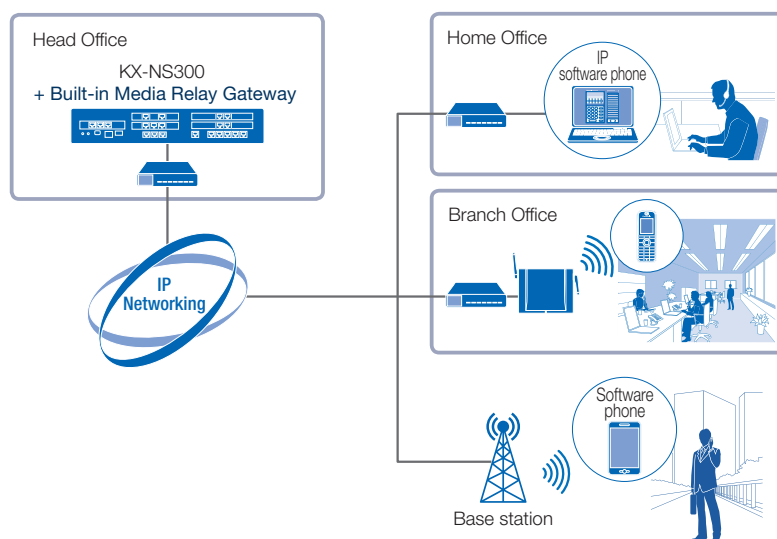 Head Office
KX-NS300
+ Built-in Media Relay Gateway
IP
Networking
Home Office
IP
software phone
Branch Office
Software
phone
Base station